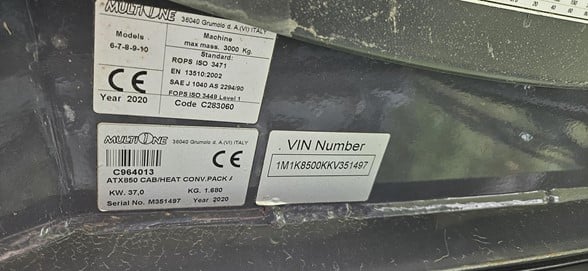 MULTIONE 36040 Grumolo d. A.(VI) ITALY
Models
6-7-8-9-10
Machine
max mass. 3000 Kg.
Standard:
ROPS ISO 3471
EN 13510:2002
SAE J 1040 AS 2294/90
FOPS ISO 3449 Level 1
CE
Year 2020
Code C283060
MULTIONE 36040 Grumolo d. A.(VI) ITALY
CE
C964013
ATX850 CAB/HEAT CONV.PACK A
KW. 37,0 KG. 1.680
Serial No. M351497 Year 2020
VIN Number
1M1K8500KKV351497